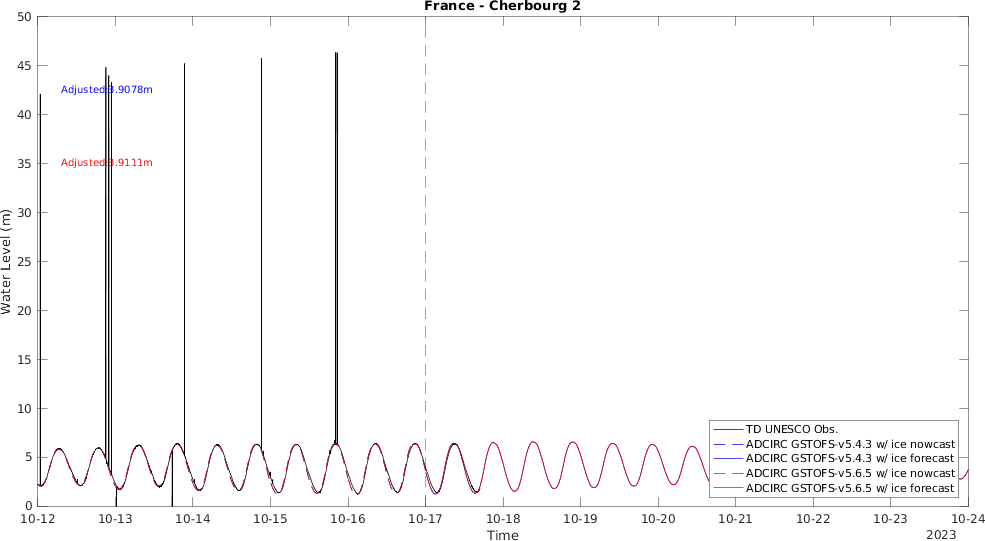 France - Cherbourg 2
50
45
40
35
30
25
20
15
10
5
0
Water Level (m)
Adjusted:3.9078m
Adjusted:3.9111m
TD UNESCO Obs.
ADCIRC GSTOFS-v5.4.3 w/ ice nowcast
ADCIRC GSTOFS-v5.4.3 w/ ice forecast
ADCIRC GSTOFS-v5.6.5 w/ ice nowcast
ADCIRC GSTOFS-v5.6.5 w/ ice forecast
10-12 10-13 10-14 10-15 10-16 10-17 10-18 10-19 10-20 10-21 10-22 10-23 10-24
Time
2023